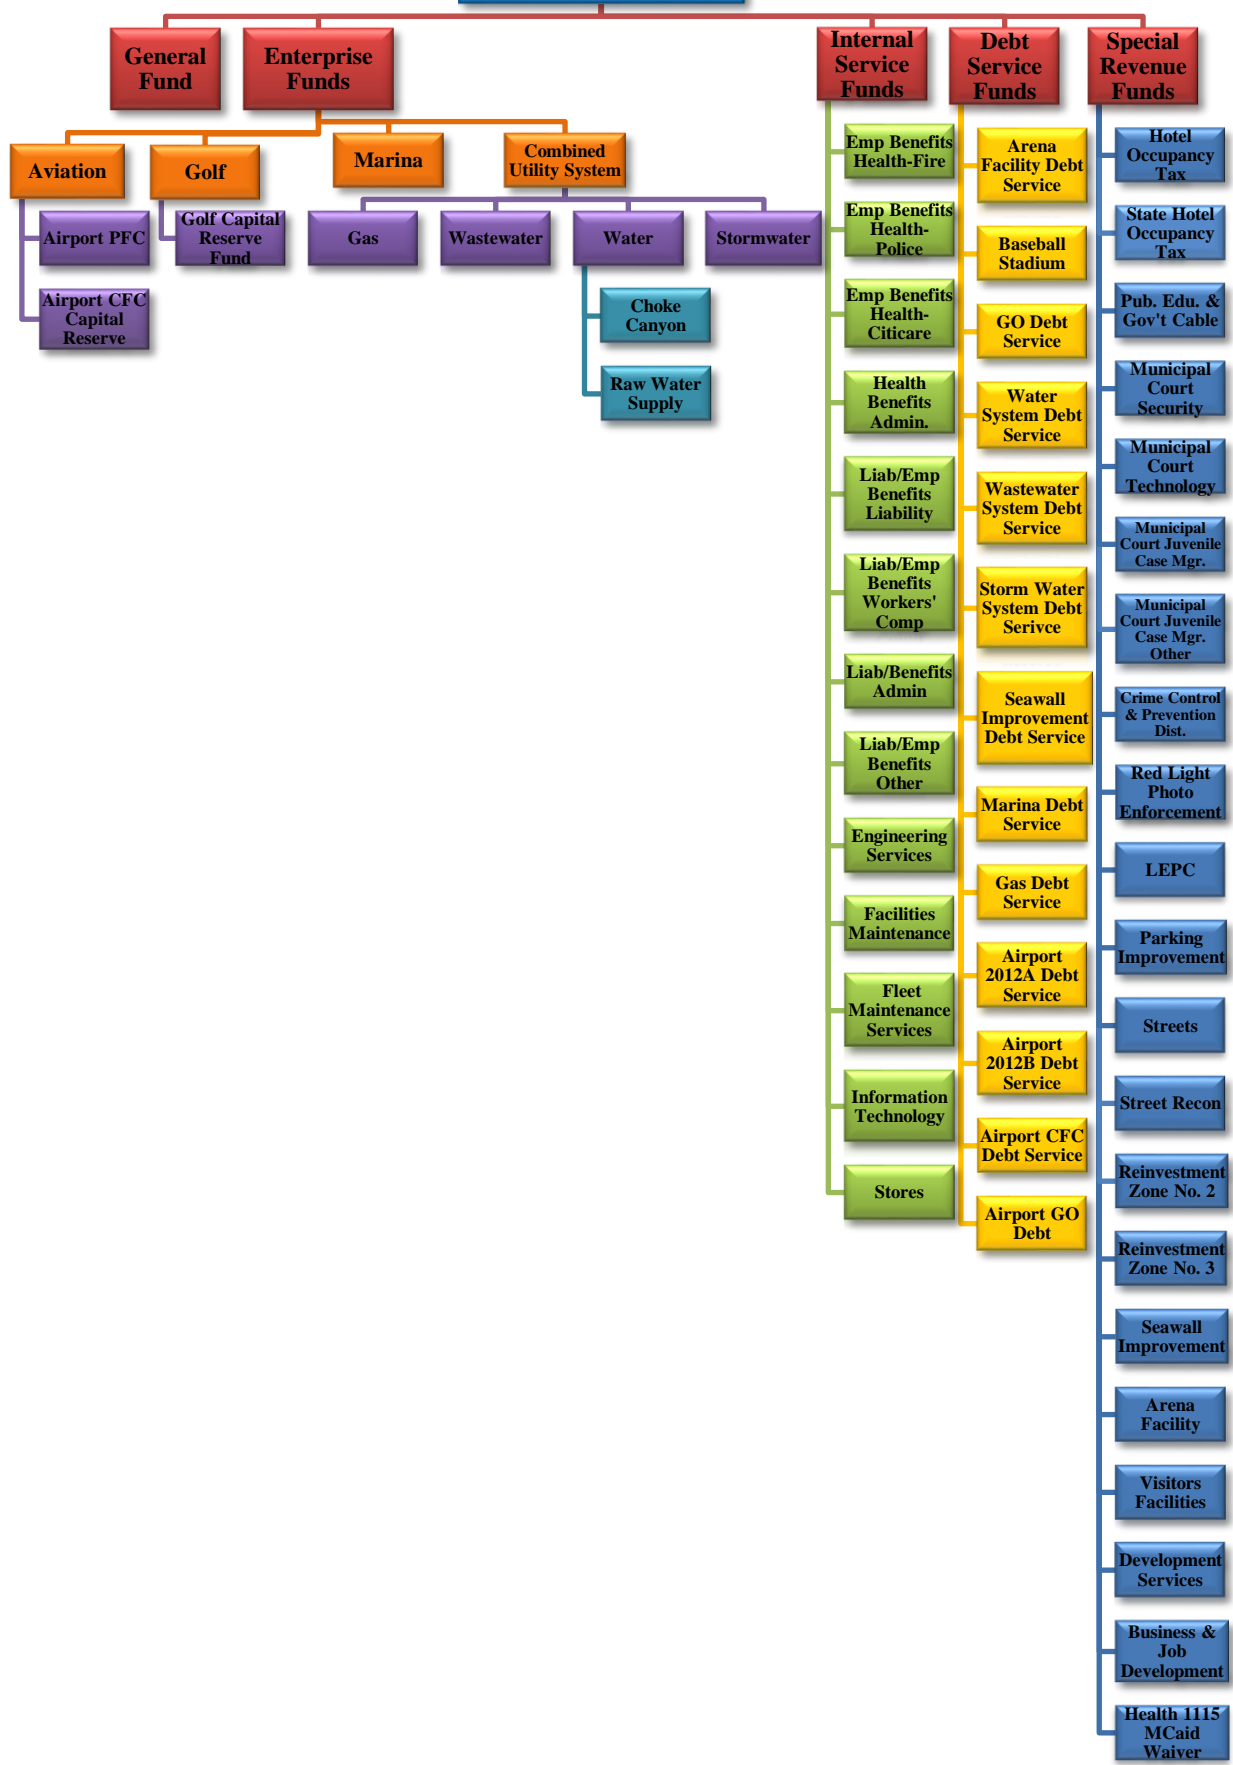 General
Fund
Enterprise
Funds
Internal
Service
Funds
Debt
Service
Funds
Special
Revenue
Funds
Aviation
Golf
Marina
Combined
Utility System
Airport PFC
Airport CFC
Capital
Reserve
Golf Capital
Reserve
Fund
Gas
Wastewater
Water
Stormwater
Choke
Canyon
Raw Water
Supply
Emp Benefits
Health-Fire
Emp Benefits
Health-
Police
Emp Benefits
Health-
Citicare
Health
Benefits
Admin.
Liab/Emp
Benefits
Liability
Liab/Emp
Benefits
Workers'
Comp
Liab/Benefits
Admin
Liab/Emp
Benefits
Other
Engineering
Services
Facilities
Maintenance
Fleet
Maintenance
Services
Information
Technology
Stores
Arena
Facility Debt
Service
Baseball
Stadium
GO Debt
Service
Water
System Debt
Service
Wastewater
System Debt
Service
Storm Water
System Debt
Serivce
Seawall
Improvement
Debt Service
Marina Debt
Service
Gas Debt
Service
Airport
2012A Debt
Service
Airport
2012B Debt
Service
Airport CFC
Debt Service
Airport GO
Debt
Hotel
Occupancy
Tax
State Hotel
Occupancy
Tax
Pub. Edu. &
Gov't Cable
Municipal
Court
Security
Municipal
Court
Technology
Municipal
Court Juvenile
Case Mgr.
Municipal
Court Juvenile
Case Mgr.
Other
Crime Control
& Prevention
Dist.
Red Light
Photo
Enforcement
LEPC
Parking
Improvement
Streets
Street Recon
Reinvestment
Zone No. 2
Reinvestment
Zone No. 3
Seawall
Improvement
Arena
Facility
Visitors
Facilities
Development
Services
Business &
Job
Development
Health 1115
MCaid
Waiver